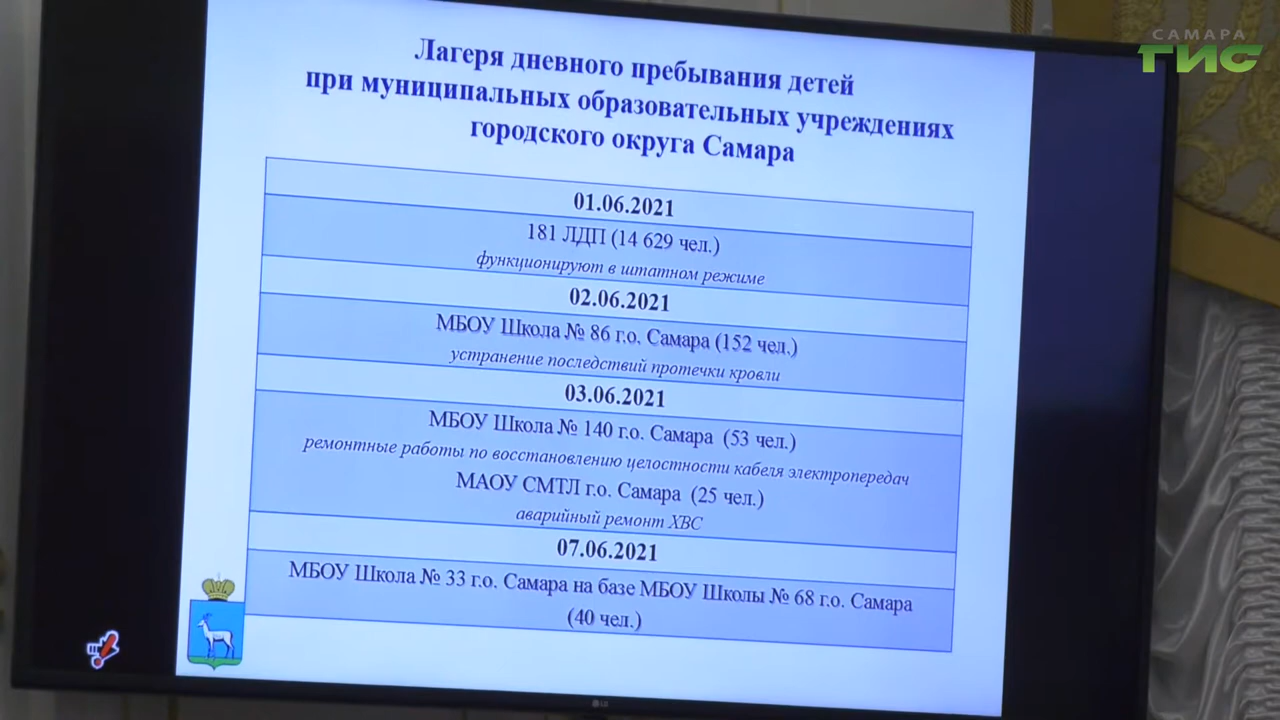 САМАРА
ГИС
Лагеря дневного пребывания детей
при муниципальных образовательных учреждениях
городского округа Самара
01.06.2021
181 ЛДП (14 629 чел.)
функционируют в штатном режиме
02.06.2021
МБОУ Школа № 86 г.о. Самара (152 чел.)
устранение последствий протечки кровли
03.06.2021
МБОУ Школа № 140 г.о. Самара (53 чел.)
ремонтные работы по восстановлению целостности кабеля электропередач
МАОУ СМТЛ г.о. Самара (25 чел.)
аварийный ремонт ХВС
07.06.2021
МБОУ Школа № 33 г.о. Самара на базе МБОУ Школы № 68 г.о. Самара
(40 чел.)
LG